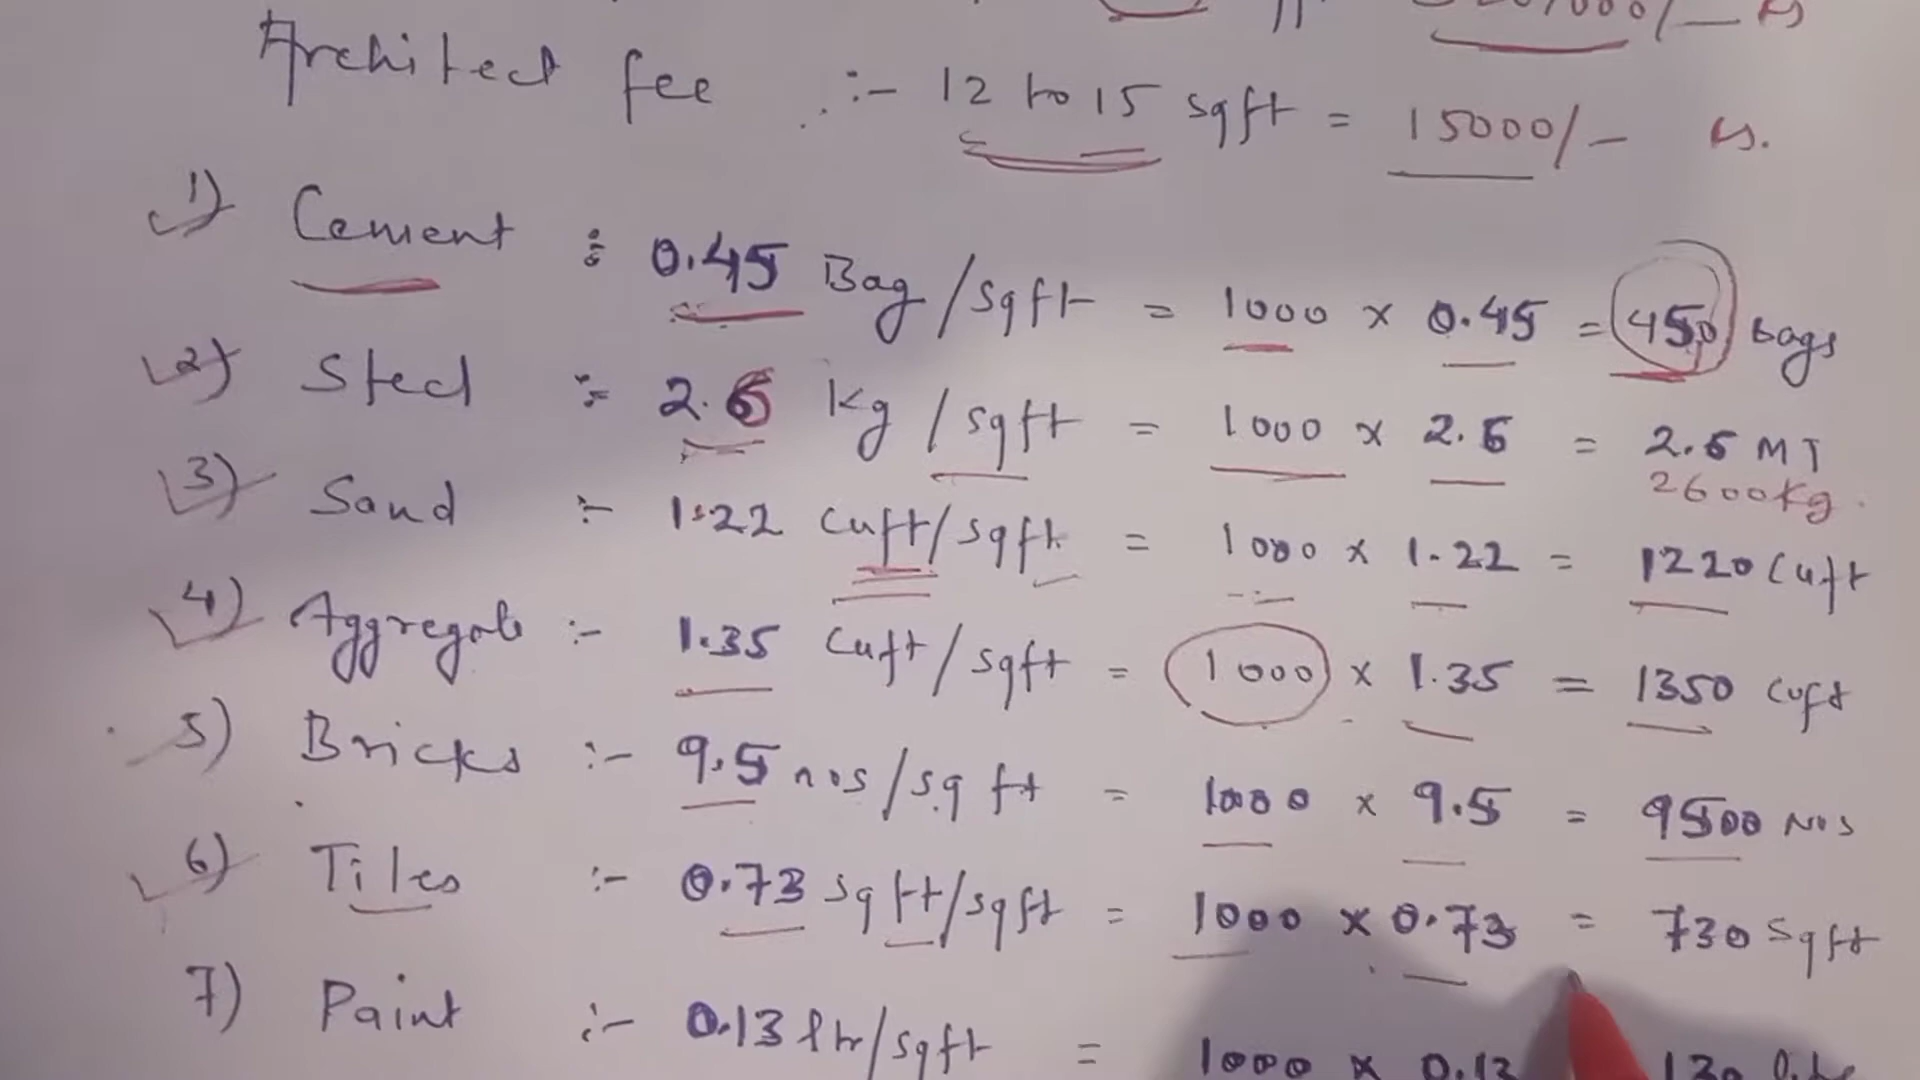 Architect fee :- 12 to 15 sqft = 15000/- Rs.
1) Cement : 0.45 Bag/sqft = 1000 x 0.45 = 450 Bags
2) Steel :- 2.6 Kg/sqft = 1000 x 2.6 = 2.6 MT
2600 Kg.
3) Sand :- 1.22 Cuft/sqft = 1000 x 1.22 = 1220 Cuft
4) Aggregate :- 1.35 Cuft/sqft = 1000 x 1.35 = 1350 Cuft
5) Bricks :- 9.5 nos/sqft = 1000 x 9.5 = 9500 Nos
6) Tiles :- 0.73 sqft/sqft = 1000 x 0.73 = 730 Sqft
7) Paint :- 0.13 ltr/sqft = 1000 x 0.13 130